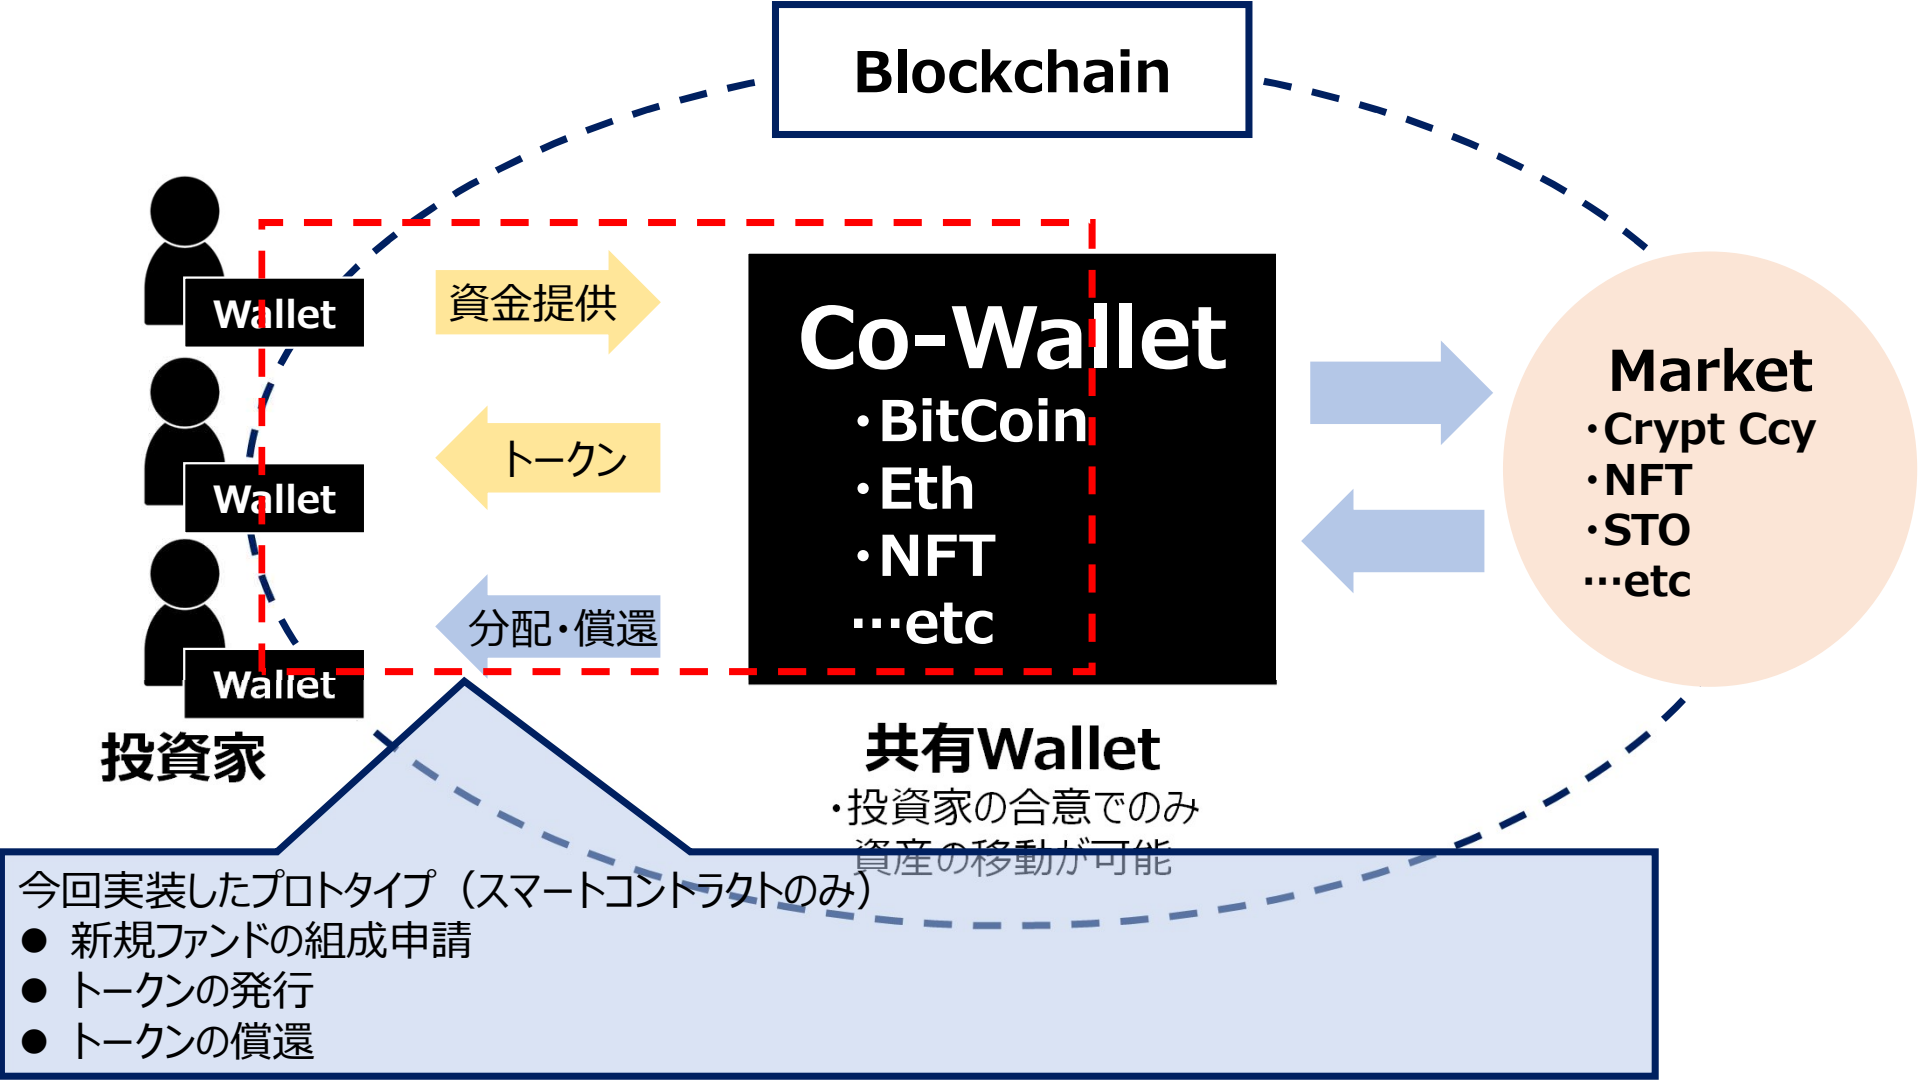 Blockchain
Wallet
Wallet
Wallet
投資家
資金提供
トークン
分配・償還
Co-Wallet
・BitCoin
・Eth
・NFT
…etc
共有Wallet
・投資家の合意でのみ
資産の移動が可能
Market
・Crypt Ccy
・NFT
・STO
…etc
今回実装したプロトタイプ（スマートコントラクトのみ）
● 新規ファンドの組成申請
● トークンの発行
● トークンの償還